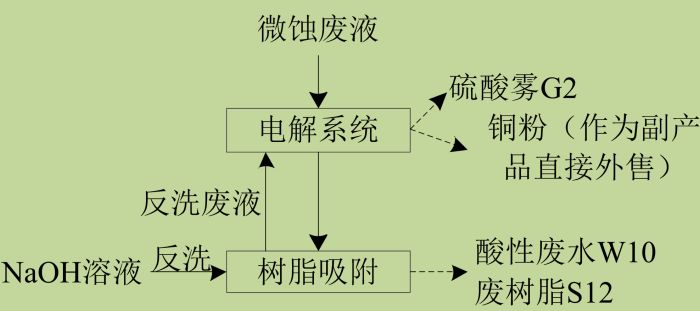 微蚀废液
硫酸雾G2
电解系统
铜粉（作为副产
品直接外售）
反洗废液
NaOH溶液
反洗
树脂吸附
酸性废水W10
废树脂S12